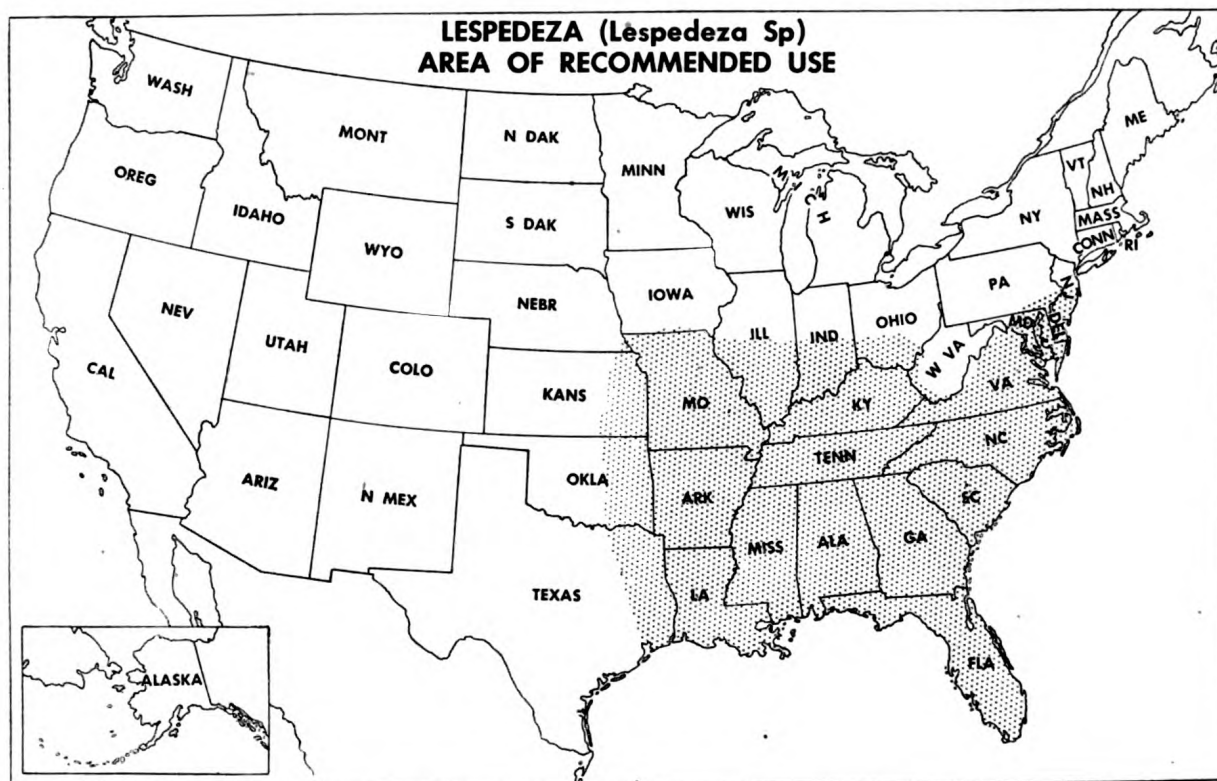 LESPEDEZA (Lespedeza Sp)
AREA OF RECOMMENDED USE
WASH
MONT
N DAK
MINN
ME
OREG
IDAHO
S DAK
WIS
MICH
VT
NH
NY
MASS
CONN
RI
WYO
NEBR
IOWA
PA
NJ
NEV
UTAH
COLO
KANS
ILL
IND
OHIO
MD
DEL
CAL
MO
KY
W VA
VA
ARIZ
N MEX
OKLA
ARK
TENN
NC
TEXAS
LA
MISS
ALA
GA
SC
FLA
ALASKA